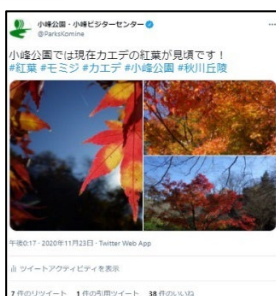 小峰公園・小峰ビジターセンター
@ParksKomine
小峰公園では現在カエデの紅葉が見頃です！
#紅葉 #モミジ #カエデ #小峰公園 #秋川丘陵
午後0:17・2020年11月23日・Twitter Web App
ツイートアクティビティを表示
7 件のリツイート 1 件の引用ツイート 38 件のいいね